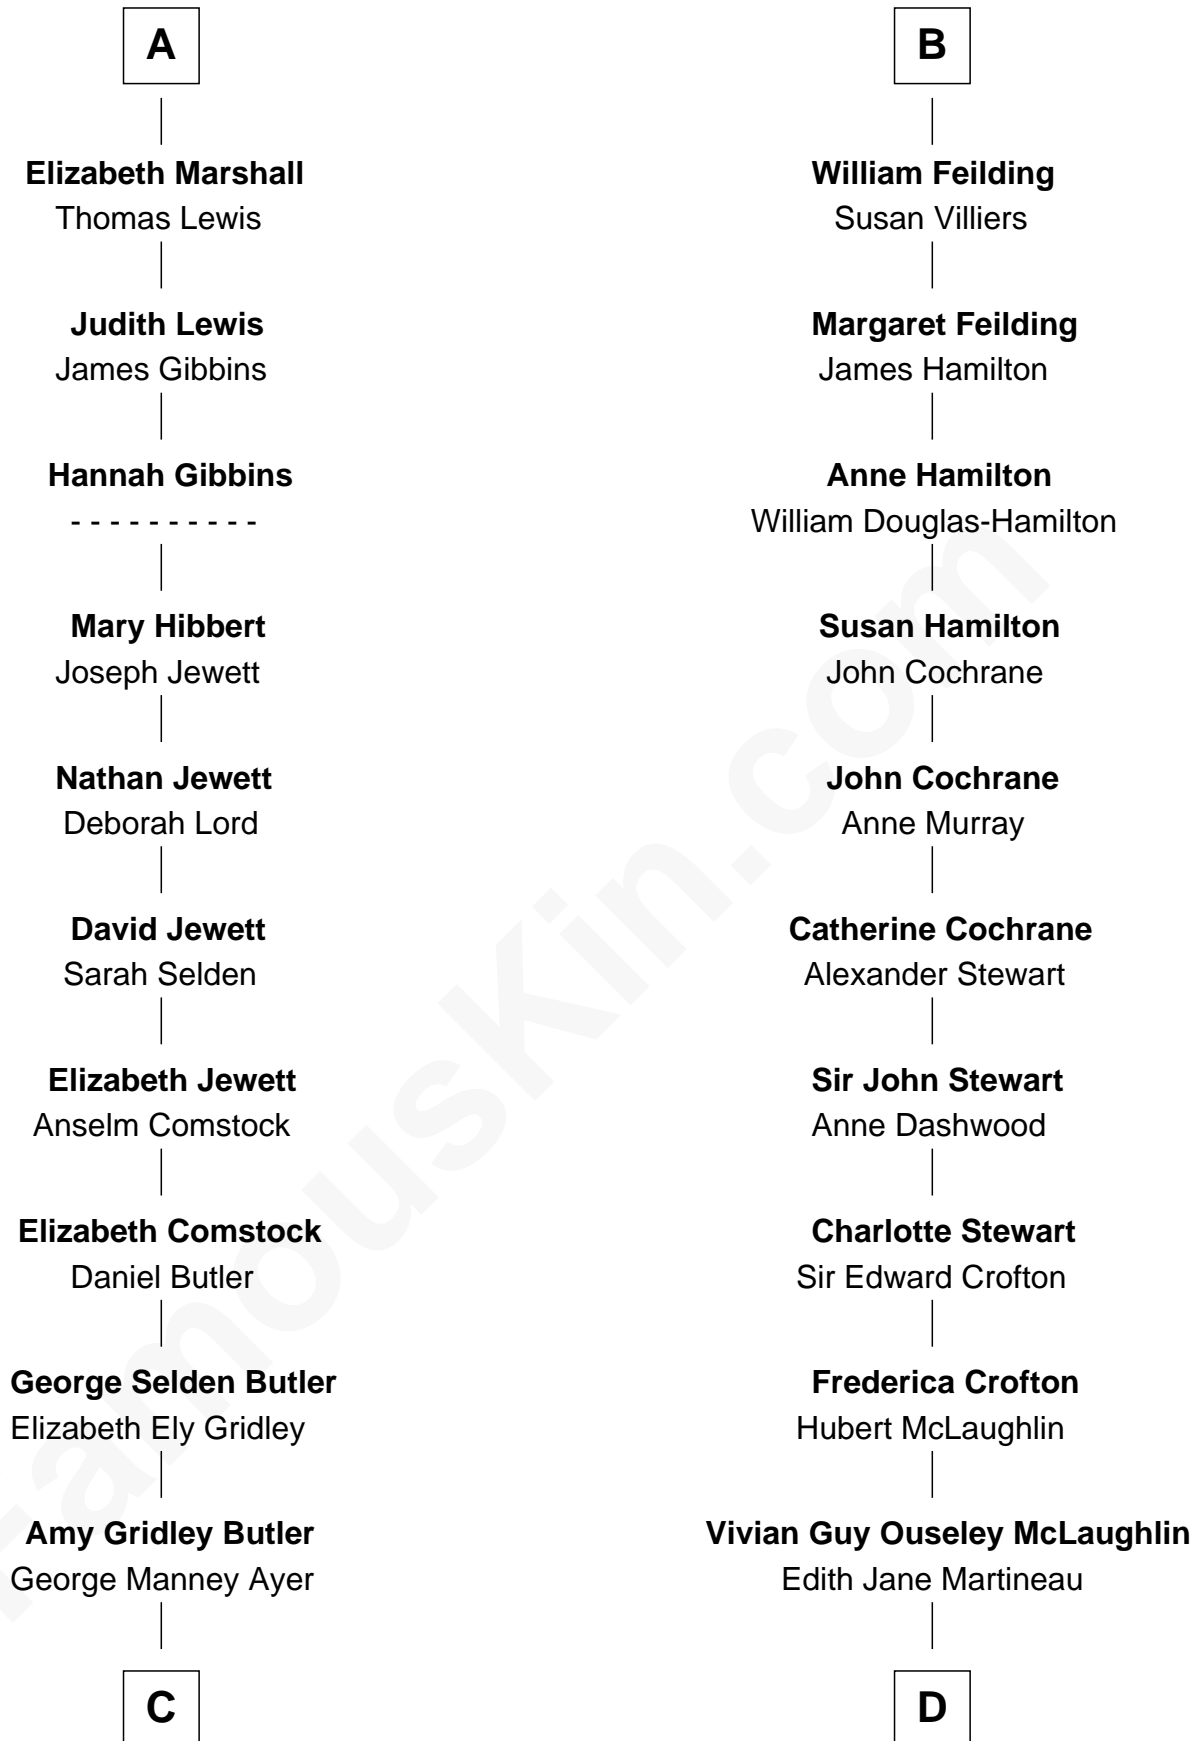 A
Elizabeth Marshall
Thomas Lewis
Judith Lewis
James Gibbins
Hannah Gibbins
- - - - - - - - - -
Mary Hibbert
Joseph Jewett
Nathan Jewett
Deborah Lord
David Jewett
Sarah Selden
Elizabeth Jewett
Anselm Comstock
Elizabeth Comstock
Daniel Butler
George Selden Butler
Elizabeth Ely Gridley
Amy Gridley Butler
George Manney Ayer
C
B
William Feilding
Susan Villiers
Margaret Feilding
James Hamilton
Anne Hamilton
William Douglas-Hamilton
Susan Hamilton
John Cochrane
John Cochrane
Anne Murray
Catherine Cochrane
Alexander Stewart
Sir John Stewart
Anne Dashwood
Charlotte Stewart
Sir Edward Crofton
Frederica Crofton
Hubert McLaughlin
Vivian Guy Ouseley McLaughlin
Edith Jane Martineau
D
FamousKin.com